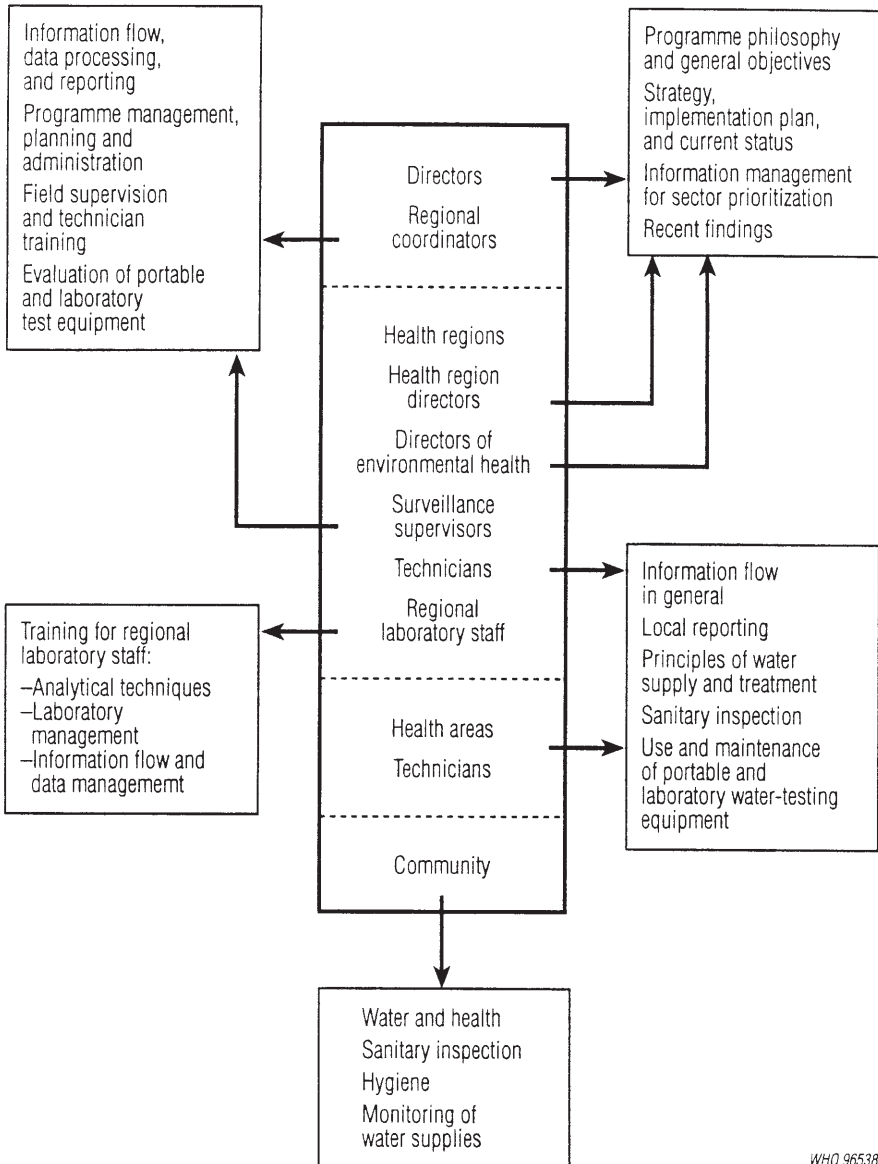 Information flow,
data processing,
and reporting
Programme management,
planning and
administration
Field supervision
and technician
training
Evaluation of portable
and laboratory
test equipment
Programme philosophy
and general objectives
Strategy,
implementation plan,
and current status
Information management
for sector prioritization
Recent findings
Directors
Regional
coordinators
Health regions
Health region
directors
Directors of
environmental health
Surveillance
supervisors
Technicians
Regional
laboratory staff
Health areas
Technicians
Community
Training for regional
laboratory staff:
–Analytical techniques
–Laboratory
management
–Information flow and
data managememt
Information flow
in general
Local reporting
Principles of water
supply and treatment
Sanitary inspection
Use and maintenance
of portable and
laboratory water-testing
equipment
Water and health
Sanitary inspection
Hygiene
Monitoring of
water supplies
WHO 96538